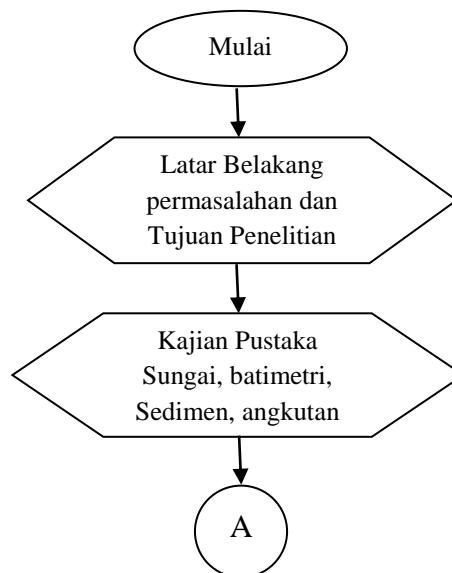 Mulai
Latar Belakang
permasalahan dan
Tujuan Penelitian
Kajian Pustaka
Sungai, batimetri,
Sedimen, angkutan
A